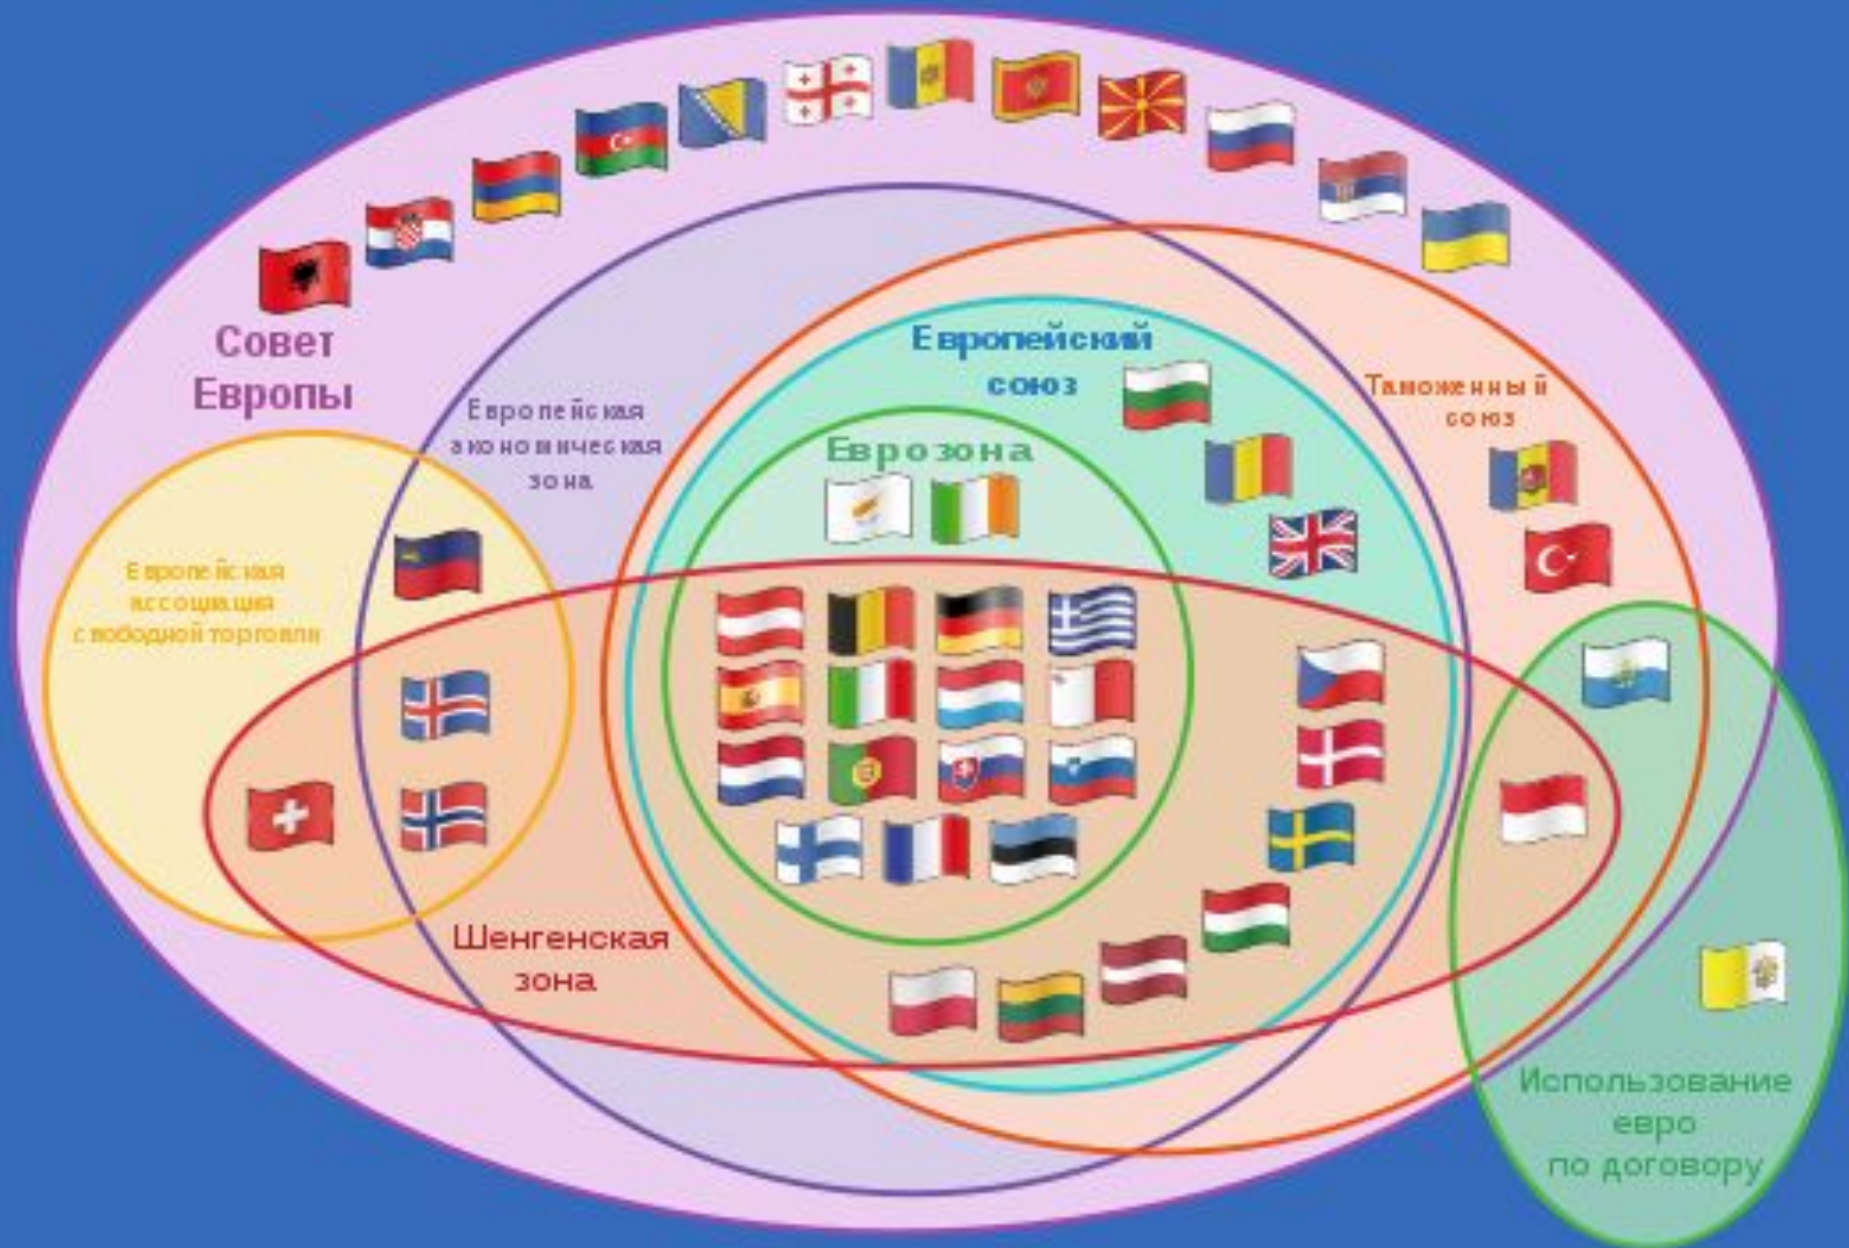 Совет
Европы
Европейская
экономическая
зона
Европейский
союз
Таможенный
союз
Еврозона
Европейская
ассоциация
свободной торговли
Шенгенская
зона
Использование
евро
по договору